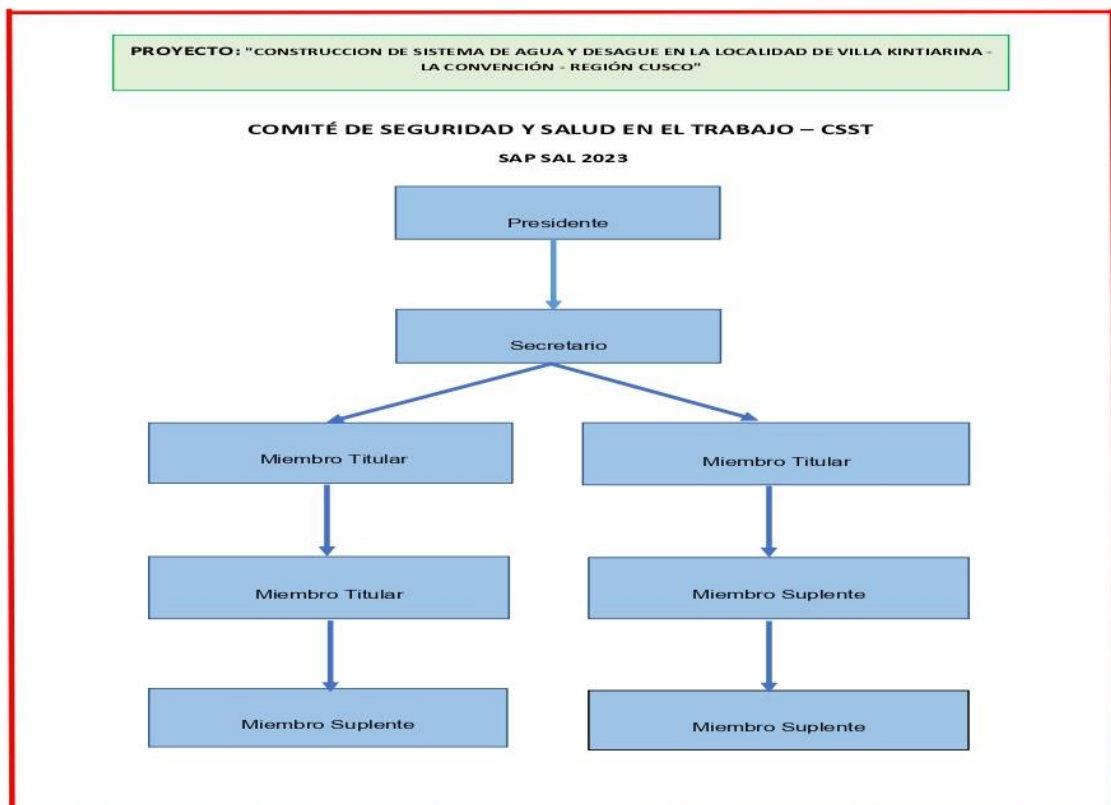 PROYECTO: "CONSTRUCCION DE SISTEMA DE AGUA Y DESAGUE EN LA LOCALIDAD DE VILLA KINTIARINA -
LA CONVENCIÓN - REGIÓN CUSCO"
COMITÉ DE SEGURIDAD Y SALUD EN EL TRABAJO – CSST
SAP SAL 2023
Presidente
Secretario
Miembro Titular
Miembro Titular
Miembro Titular
Miembro Suplente
Miembro Suplente
Miembro Suplente